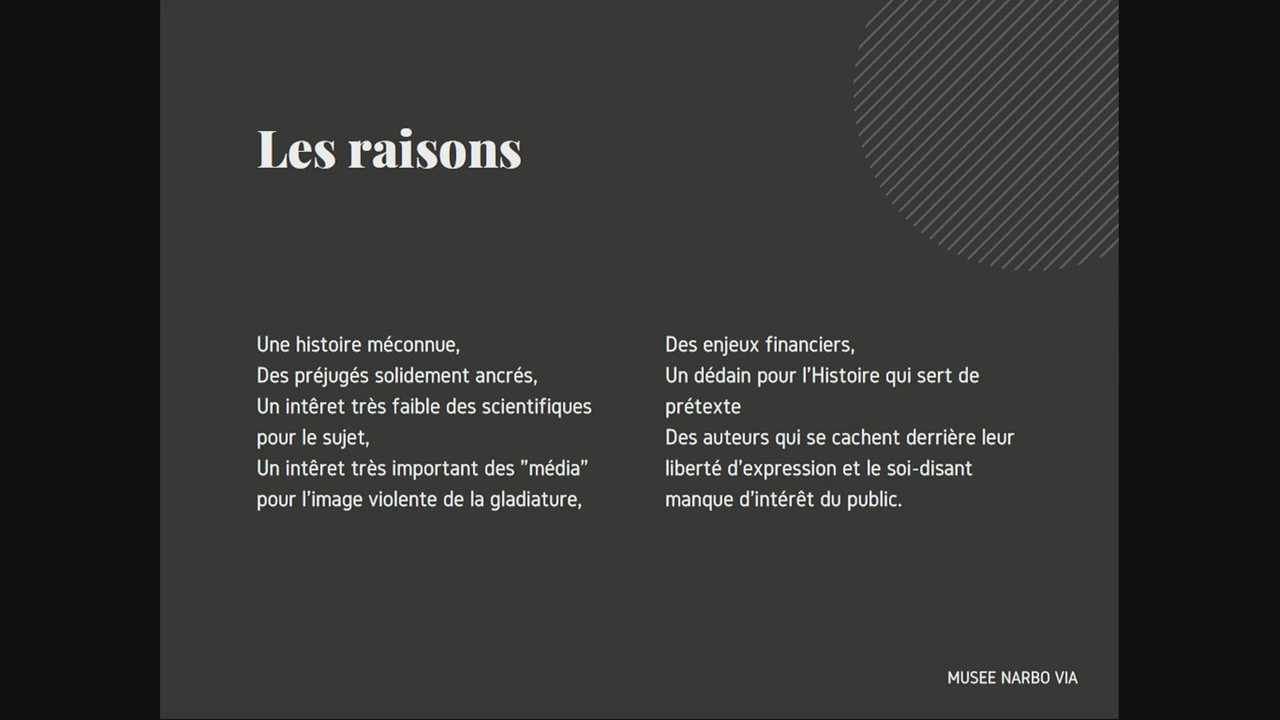 Les raisons
Une histoire méconnue,
Des préjugés solidement ancrés,
Un intêret très faible des scientifiques
pour le sujet,
Un intêret très important des ”média”
pour l’image violente de la gladiature,
Des enjeux financiers,
Un dédain pour l’Histoire qui sert de
prétexte
Des auteurs qui se cachent derrière leur
liberté d’expression et le soi-disant
manque d’intérêt du public.
MUSEE NARBO VIA